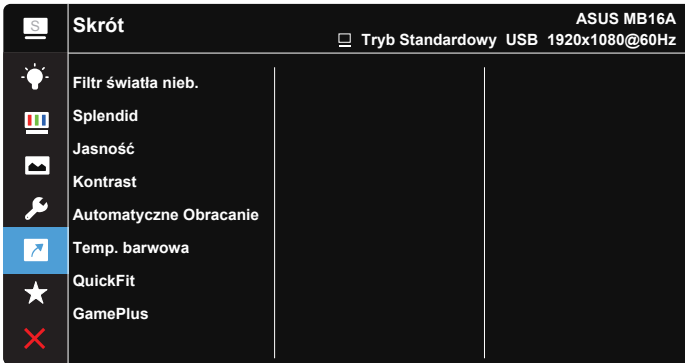 S
Skrót
ASUS MB16A
Tryb Standardowy USB 1920x1080@60Hz
Filtr światła nieb.
Splendid
Jasność
Kontrast
Automatyczne Obracanie
Temp. barwowa
QuickFit
GamePlus